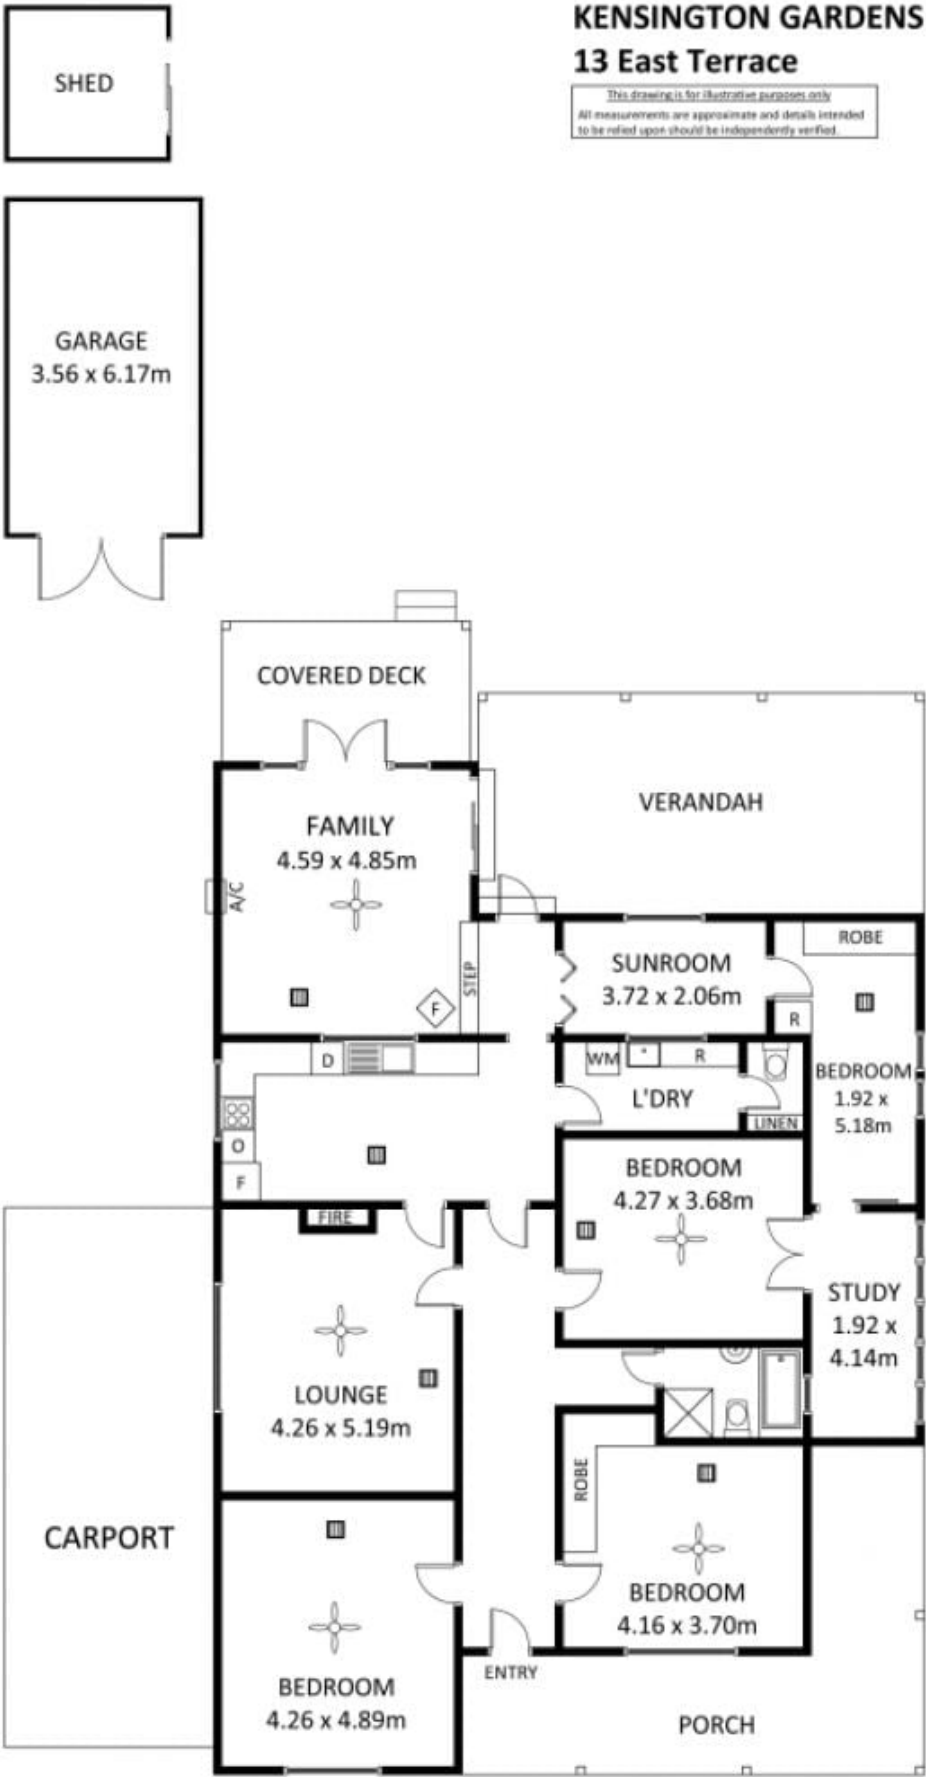 KENSINGTON GARDENS
13 East Terrace
This drawing is for illustrative purposes only
All measurements are approximate and details intended
to be relied upon should be independently verified.
SHED
GARAGE
3.56 x 6.17m
COVERED DECK
VERANDAH
FAMILY
4.59 x 4.85m
A/C
STEP
F
SUNROOM
3.72 x 2.06m
ROBE
R
BEDROOM
1.92 x
5.18m
D
O
F
WM
R
L'DRY
LINEN
BEDROOM
4.27 x 3.68m
FIRE
LOUNGE
4.26 x 5.19m
STUDY
1.92 x
4.14m
CARPORT
ROBE
BEDROOM
4.16 x 3.70m
BEDROOM
4.26 x 4.89m
ENTRY
PORCH